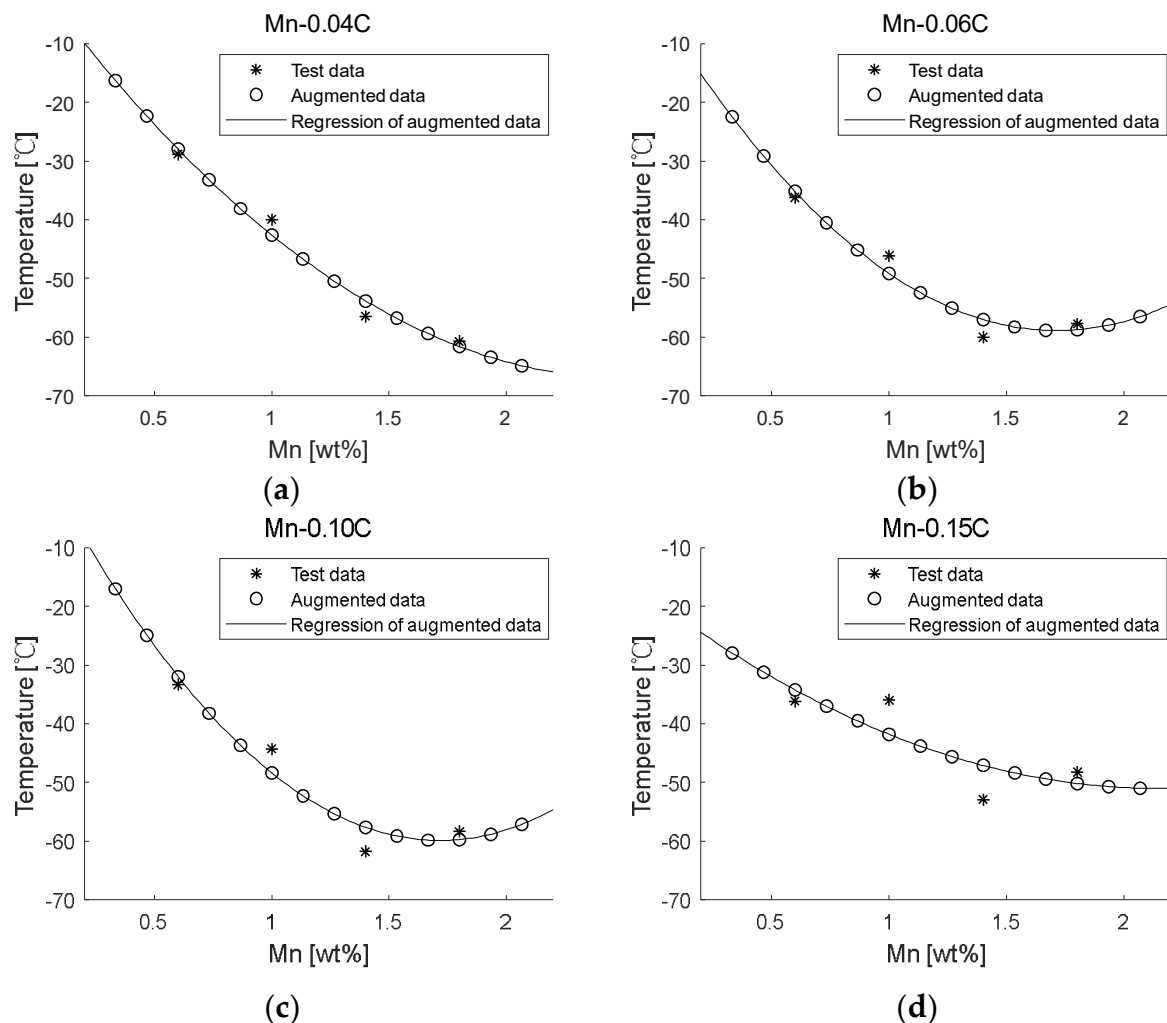 Mn-0.04C
Temperature [℃]
-10
-20
-30
-40
-50
-60
-70
Test data
Augmented data
Regression of augmented data
0.5 1 1.5 2
Mn [wt%]
(a)
Mn-0.06C
Temperature [℃]
-10
-20
-30
-40
-50
-60
-70
Test data
Augmented data
Regression of augmented data
0.5 1 1.5 2
Mn [wt%]
(b)
Mn-0.10C
Temperature [℃]
-10
-20
-30
-40
-50
-60
-70
Test data
Augmented data
Regression of augmented data
0.5 1 1.5 2
Mn [wt%]
(c)
Mn-0.15C
Temperature [℃]
-10
-20
-30
-40
-50
-60
-70
Test data
Augmented data
Regression of augmented data
0.5 1 1.5 2
Mn [wt%]
(d)